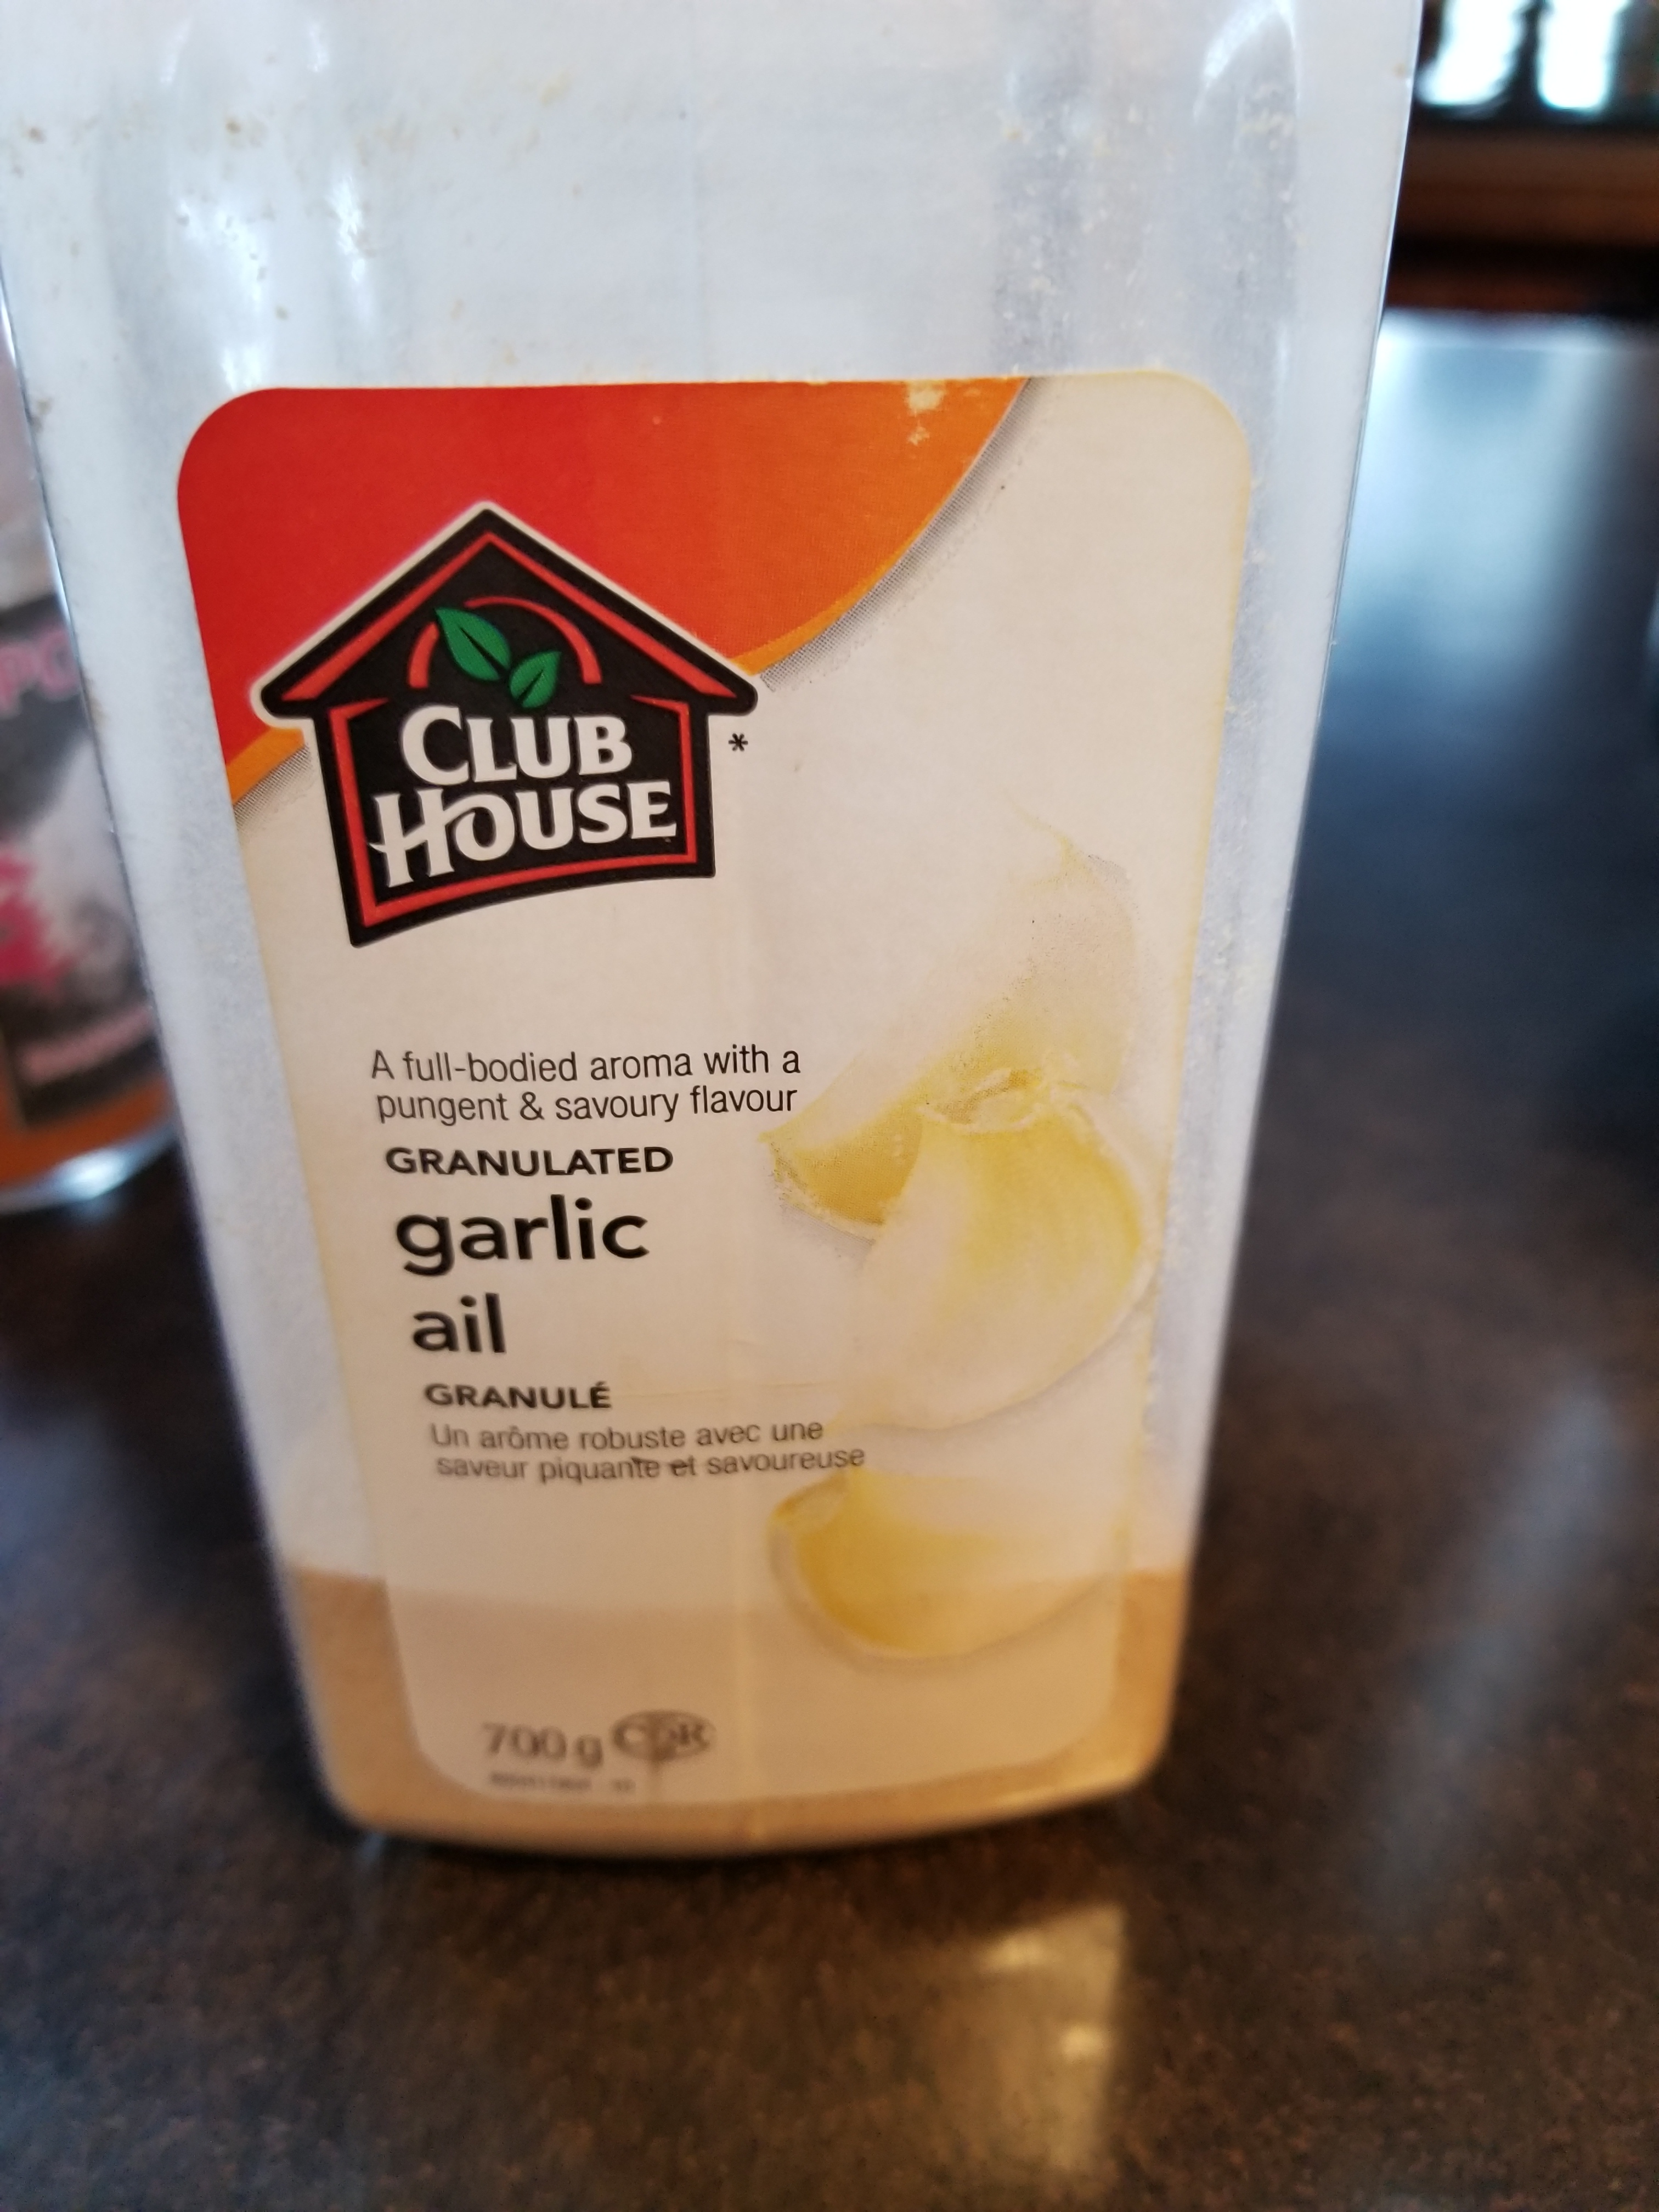 CLUB
HOUSE
*
A full-bodied aroma with a
pungent & savoury flavour
GRANULATED
garlic
ail
GRANULÉ
Un arôme robuste avec une
saveur piquante et savoureuse
700 g COR